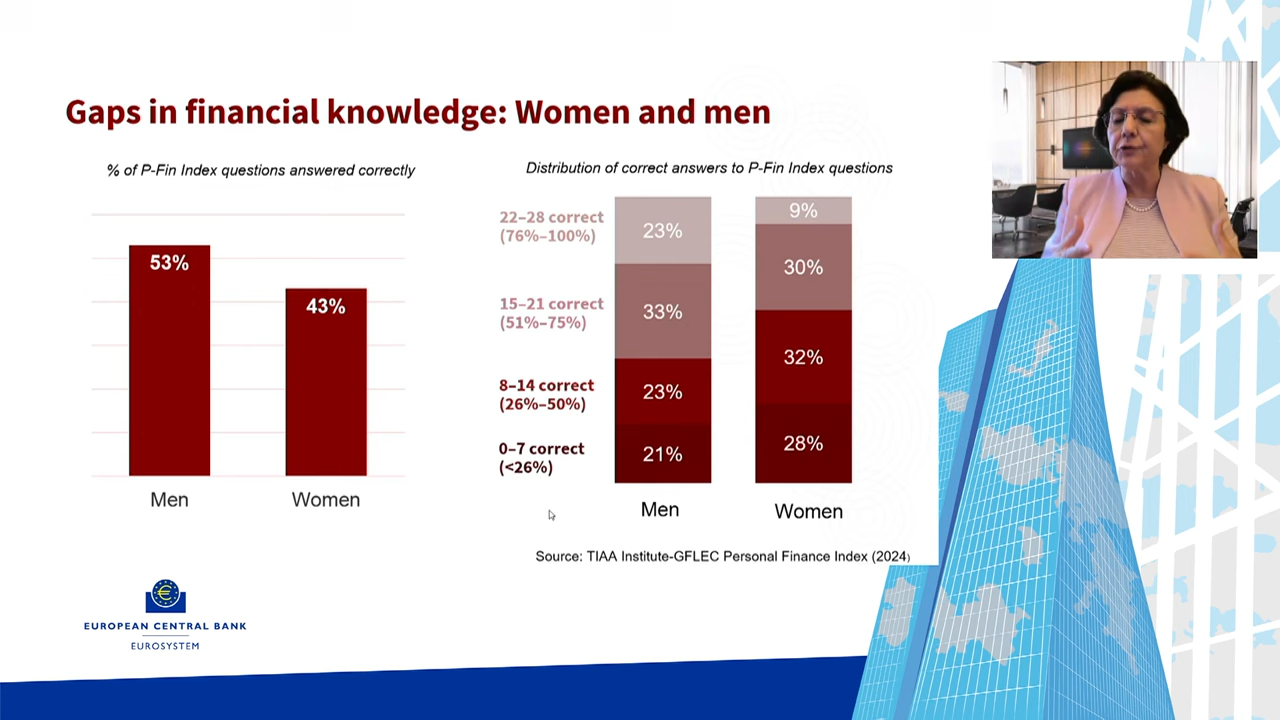 Gaps in financial knowledge: Women and men
% of P-Fin Index questions answered correctly
53%
43%
Men
Women
Distribution of correct answers to P-Fin Index questions
22–28 correct
(76%–100%)
15–21 correct
(51%–75%)
8–14 correct
(26%–50%)
0–7 correct
(<26%)
23%
33%
23%
21%
9%
30%
32%
28%
Men
Women
Source: TIAA Institute-GFLEC Personal Finance Index (2024)
EUROPEAN CENTRAL BANK
EUROSYSTEM